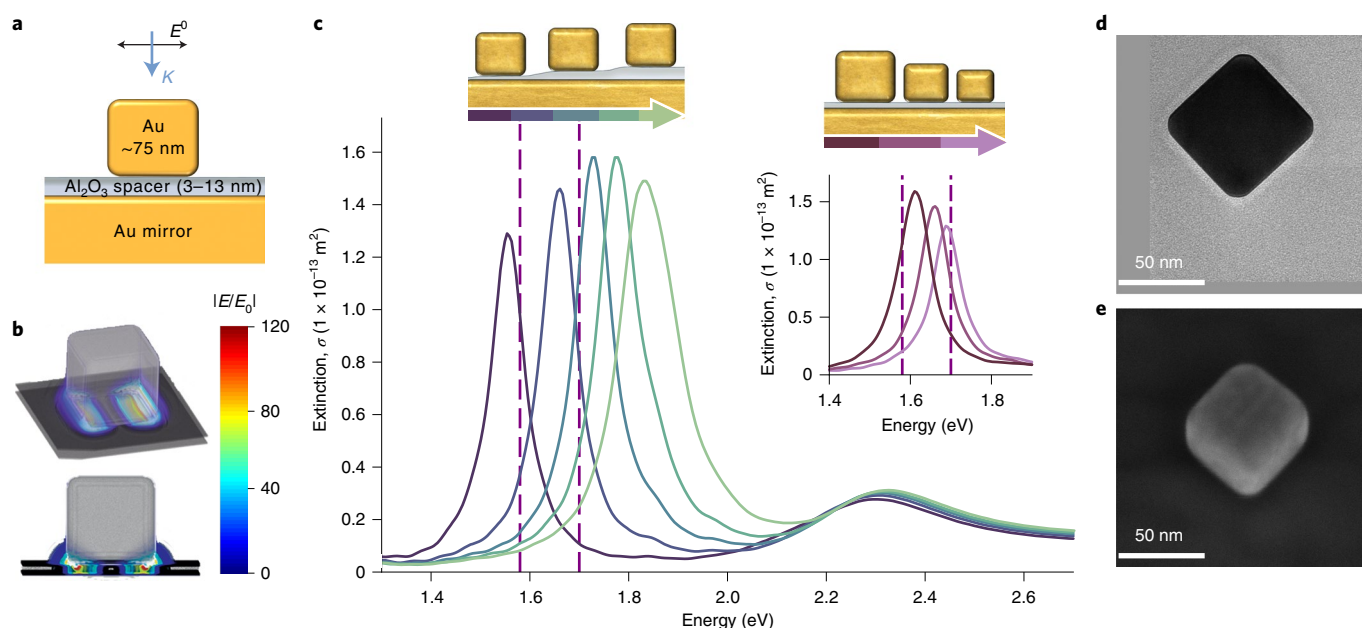 a
E⁰
K
Au
~75 nm
Al₂O₃ spacer (3–13 nm)
Au mirror
b
|E/E₀|
120
80
40
0
c
Extinction, σ (1 × 10⁻¹³ m²)
1.6
1.4
1.2
1.0
0.8
0.6
0.4
0.2
0
1.4
1.6
1.8
2.0
2.2
2.4
2.6
Energy (eV)
Extinction, σ (1 × 10⁻¹³ m²)
1.5
1.0
0.5
0
1.4
1.6
1.8
Energy (eV)
d
50 nm
e
50 nm